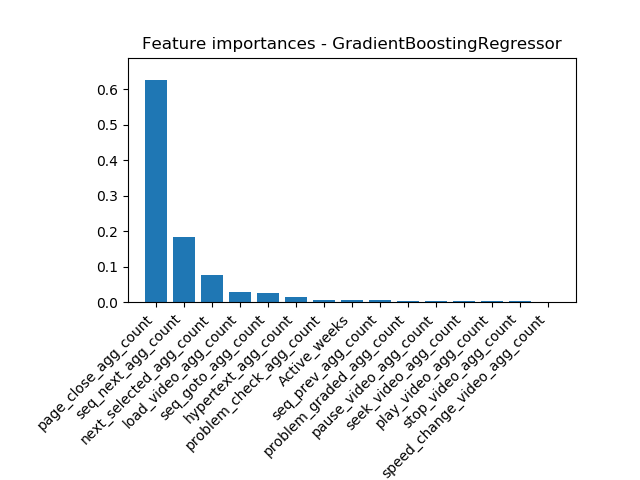 Feature importances - GradientBoostingRegressor
0.6
0.5
0.4
0.3
0.2
0.1
0.0
page_close_agg_count
seq_next_agg_count
next_selected_agg_count
load_video_agg_count
seq_goto_agg_count
hypertext_agg_count
problem_check_agg_count
Active_weeks
seq_prev_agg_count
problem_graded_agg_count
pause_video_agg_count
seek_video_agg_count
play_video_agg_count
stop_video_agg_count
speed_change_video_agg_count